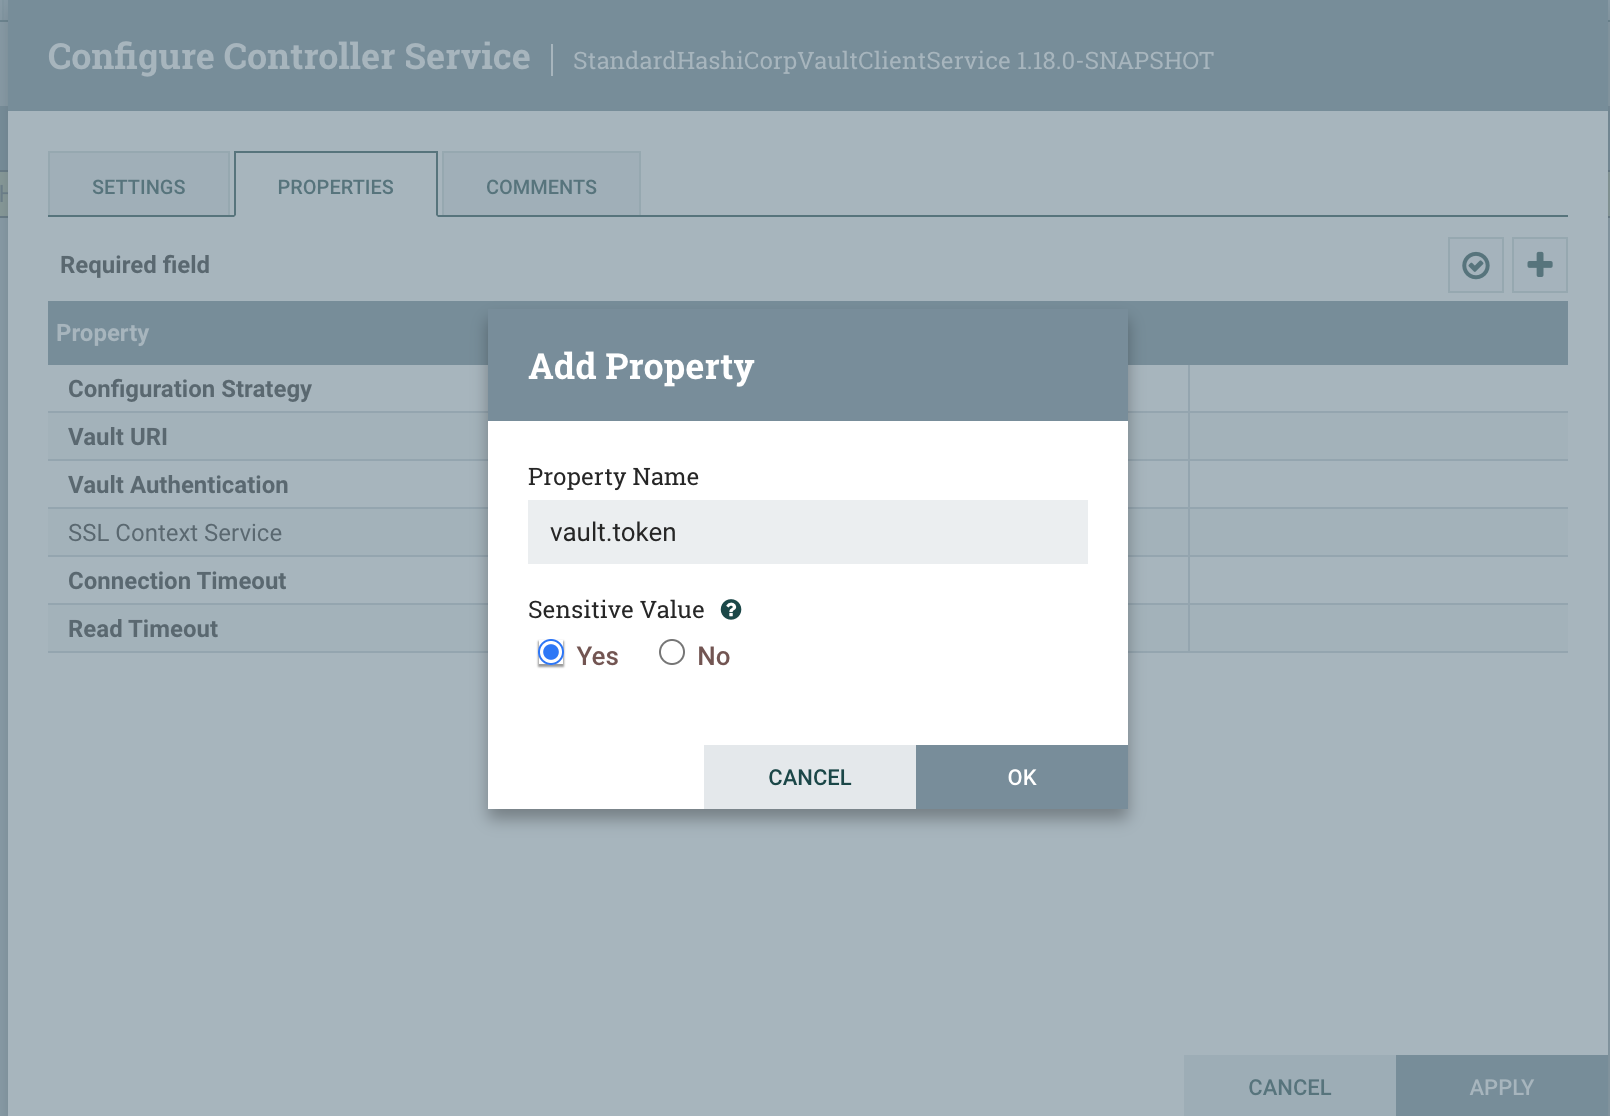 Configure Controller Service | StandardHashiCorpVaultClientService 1.18.0-SNAPSHOT
SETTINGS PROPERTIES COMMENTS
Required field
Property
Configuration Strategy
Vault URI
Vault Authentication
SSL Context Service
Connection Timeout
Read Timeout
Add Property
Property Name
vault.token
Sensitive Value ?
Yes No
CANCEL OK
CANCEL APPLY